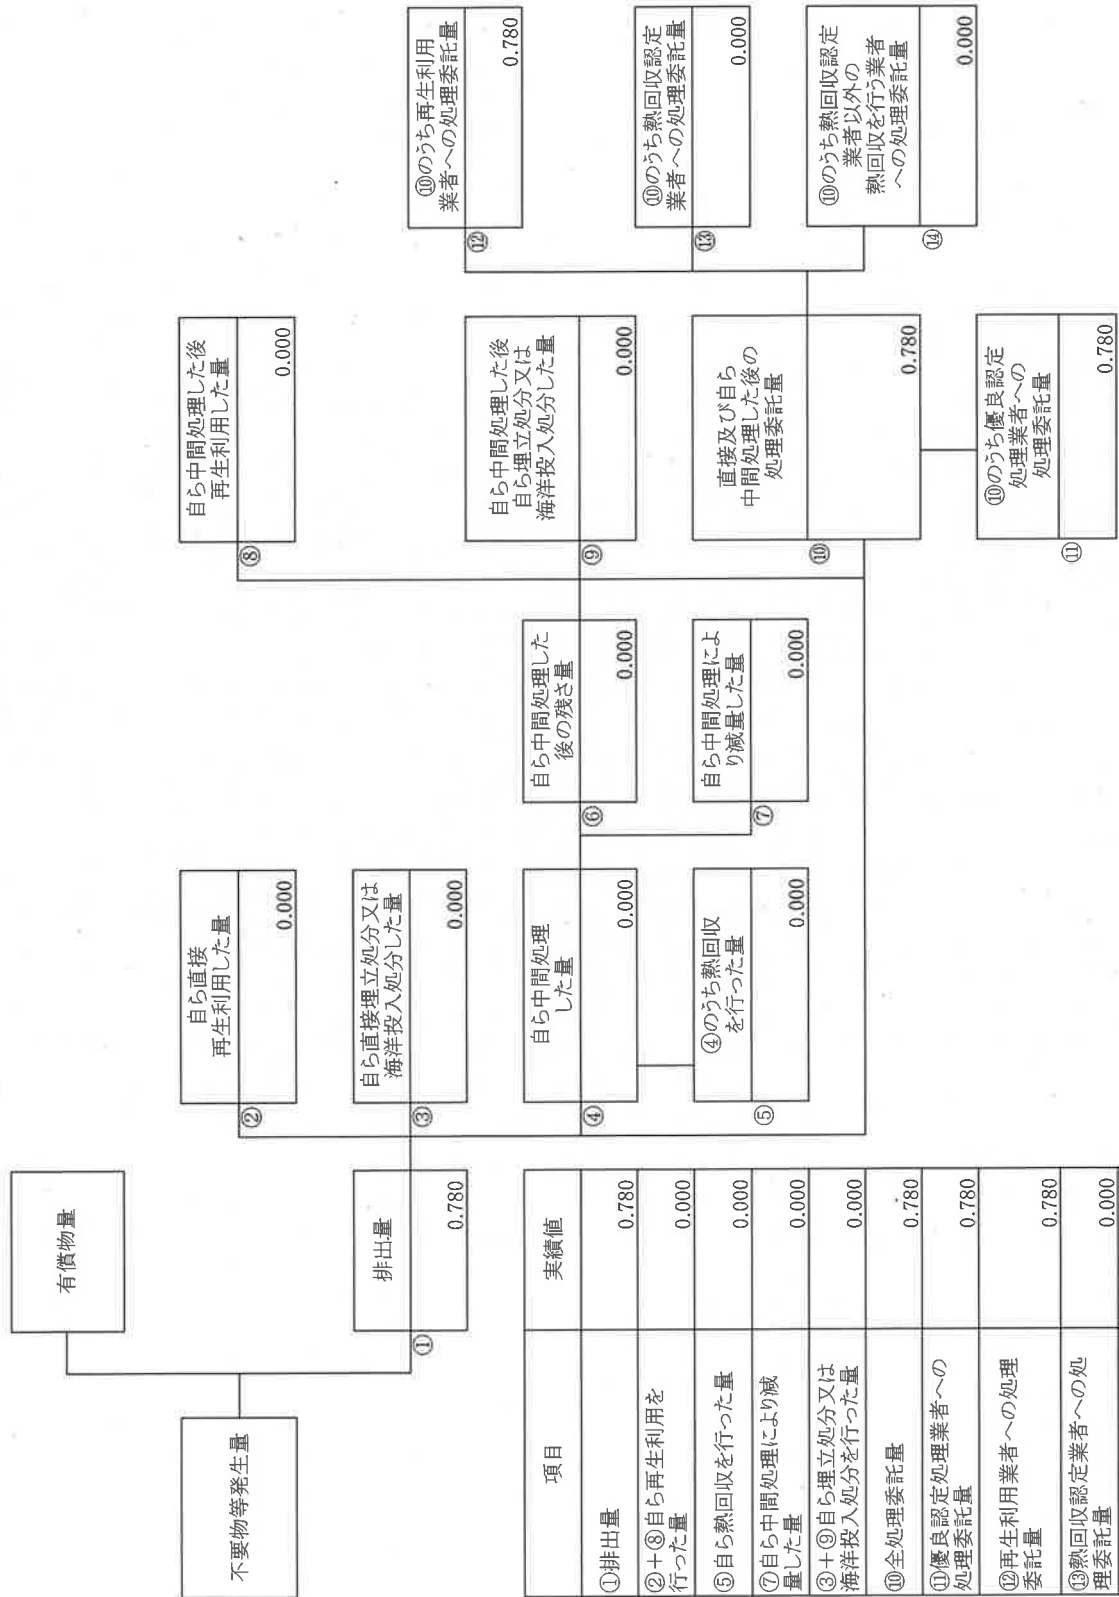 不要物等発生量
有償物量
排出量
①
0.780
自ら直接
再生利用した量
②
0.000
自ら直接埋立処分又は
海洋投入処分した量
③
0.000
自ら中間処理
した量
④
0.000
④のうち熱回収
を行った量
⑤
0.000
自ら中間処理した
後の残さ量
⑥
0.000
自ら中間処理によ
り減量した量
⑦
0.000
自ら中間処理した後
再生利用した量
⑧
0.000
自ら中間処理した後
自ら埋立処分又は
海洋投入処分した量
⑨
0.000
直接及び自ら
中間処理した後の
処理委託量
⑩
0.780
⑩のうち優良認定
処理業者への
処理委託量
⑪
0.780
⑩のうち再生利用
業者への処理委託量
⑫
0.780
⑩のうち熱回収認定
業者への処理委託量
⑬
0.000
⑩のうち熱回収認定
業者以外の
熱回収を行う業者
への処理委託量
⑭
0.000
項目 実績値
①排出量 0.780
②+⑧自ら再生利用を
行った量 0.000
⑤自ら熱回収を行った量 0.000
⑦自ら中間処理により減
量した量 0.000
③+⑨自ら埋立処分又は
海洋投入処分を行った量 0.000
⑩全処理委託量 0.780
⑪優良認定処理業者への
処理委託量 0.780
⑫再生利用業者への処理
委託量 0.780
⑬熱回収認定業者への処
理委託量 0.000